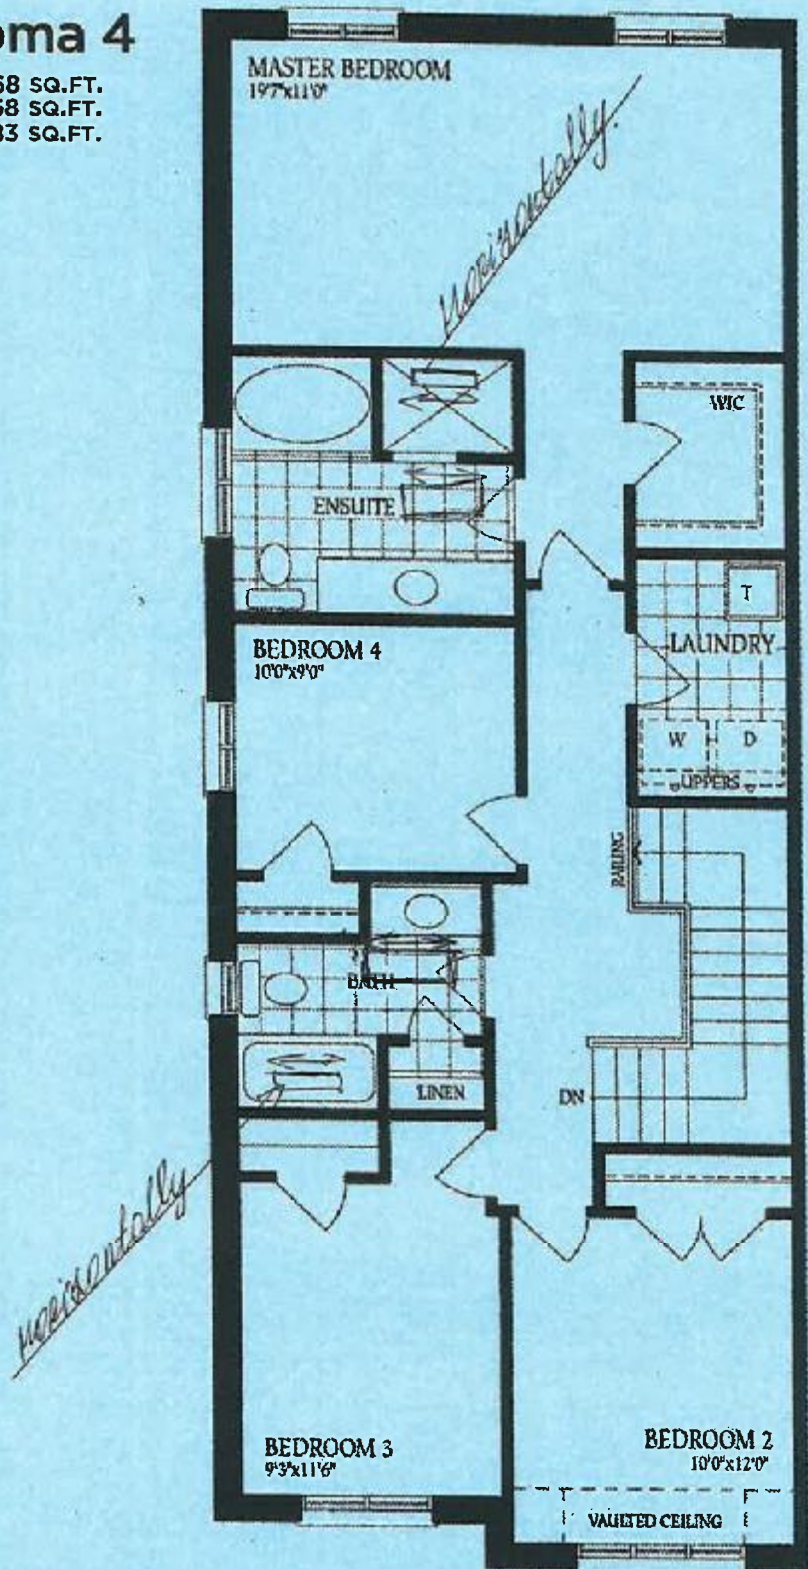 oma 4
68 SQ.FT.
58 SQ.FT.
83 SQ.FT.
MASTER BEDROOM
19'7"x11'0"
horizontally.
WIC
ENSUITE
T
LAUNDRY
BEDROOM 4
10'0"x9'0"
W
D
UPPERS
RAILING
BATH
LINEN
DN
horizontally
BEDROOM 3
9'3"x11'6"
BEDROOM 2
10'0"x12'0"
VAULTED CEILING